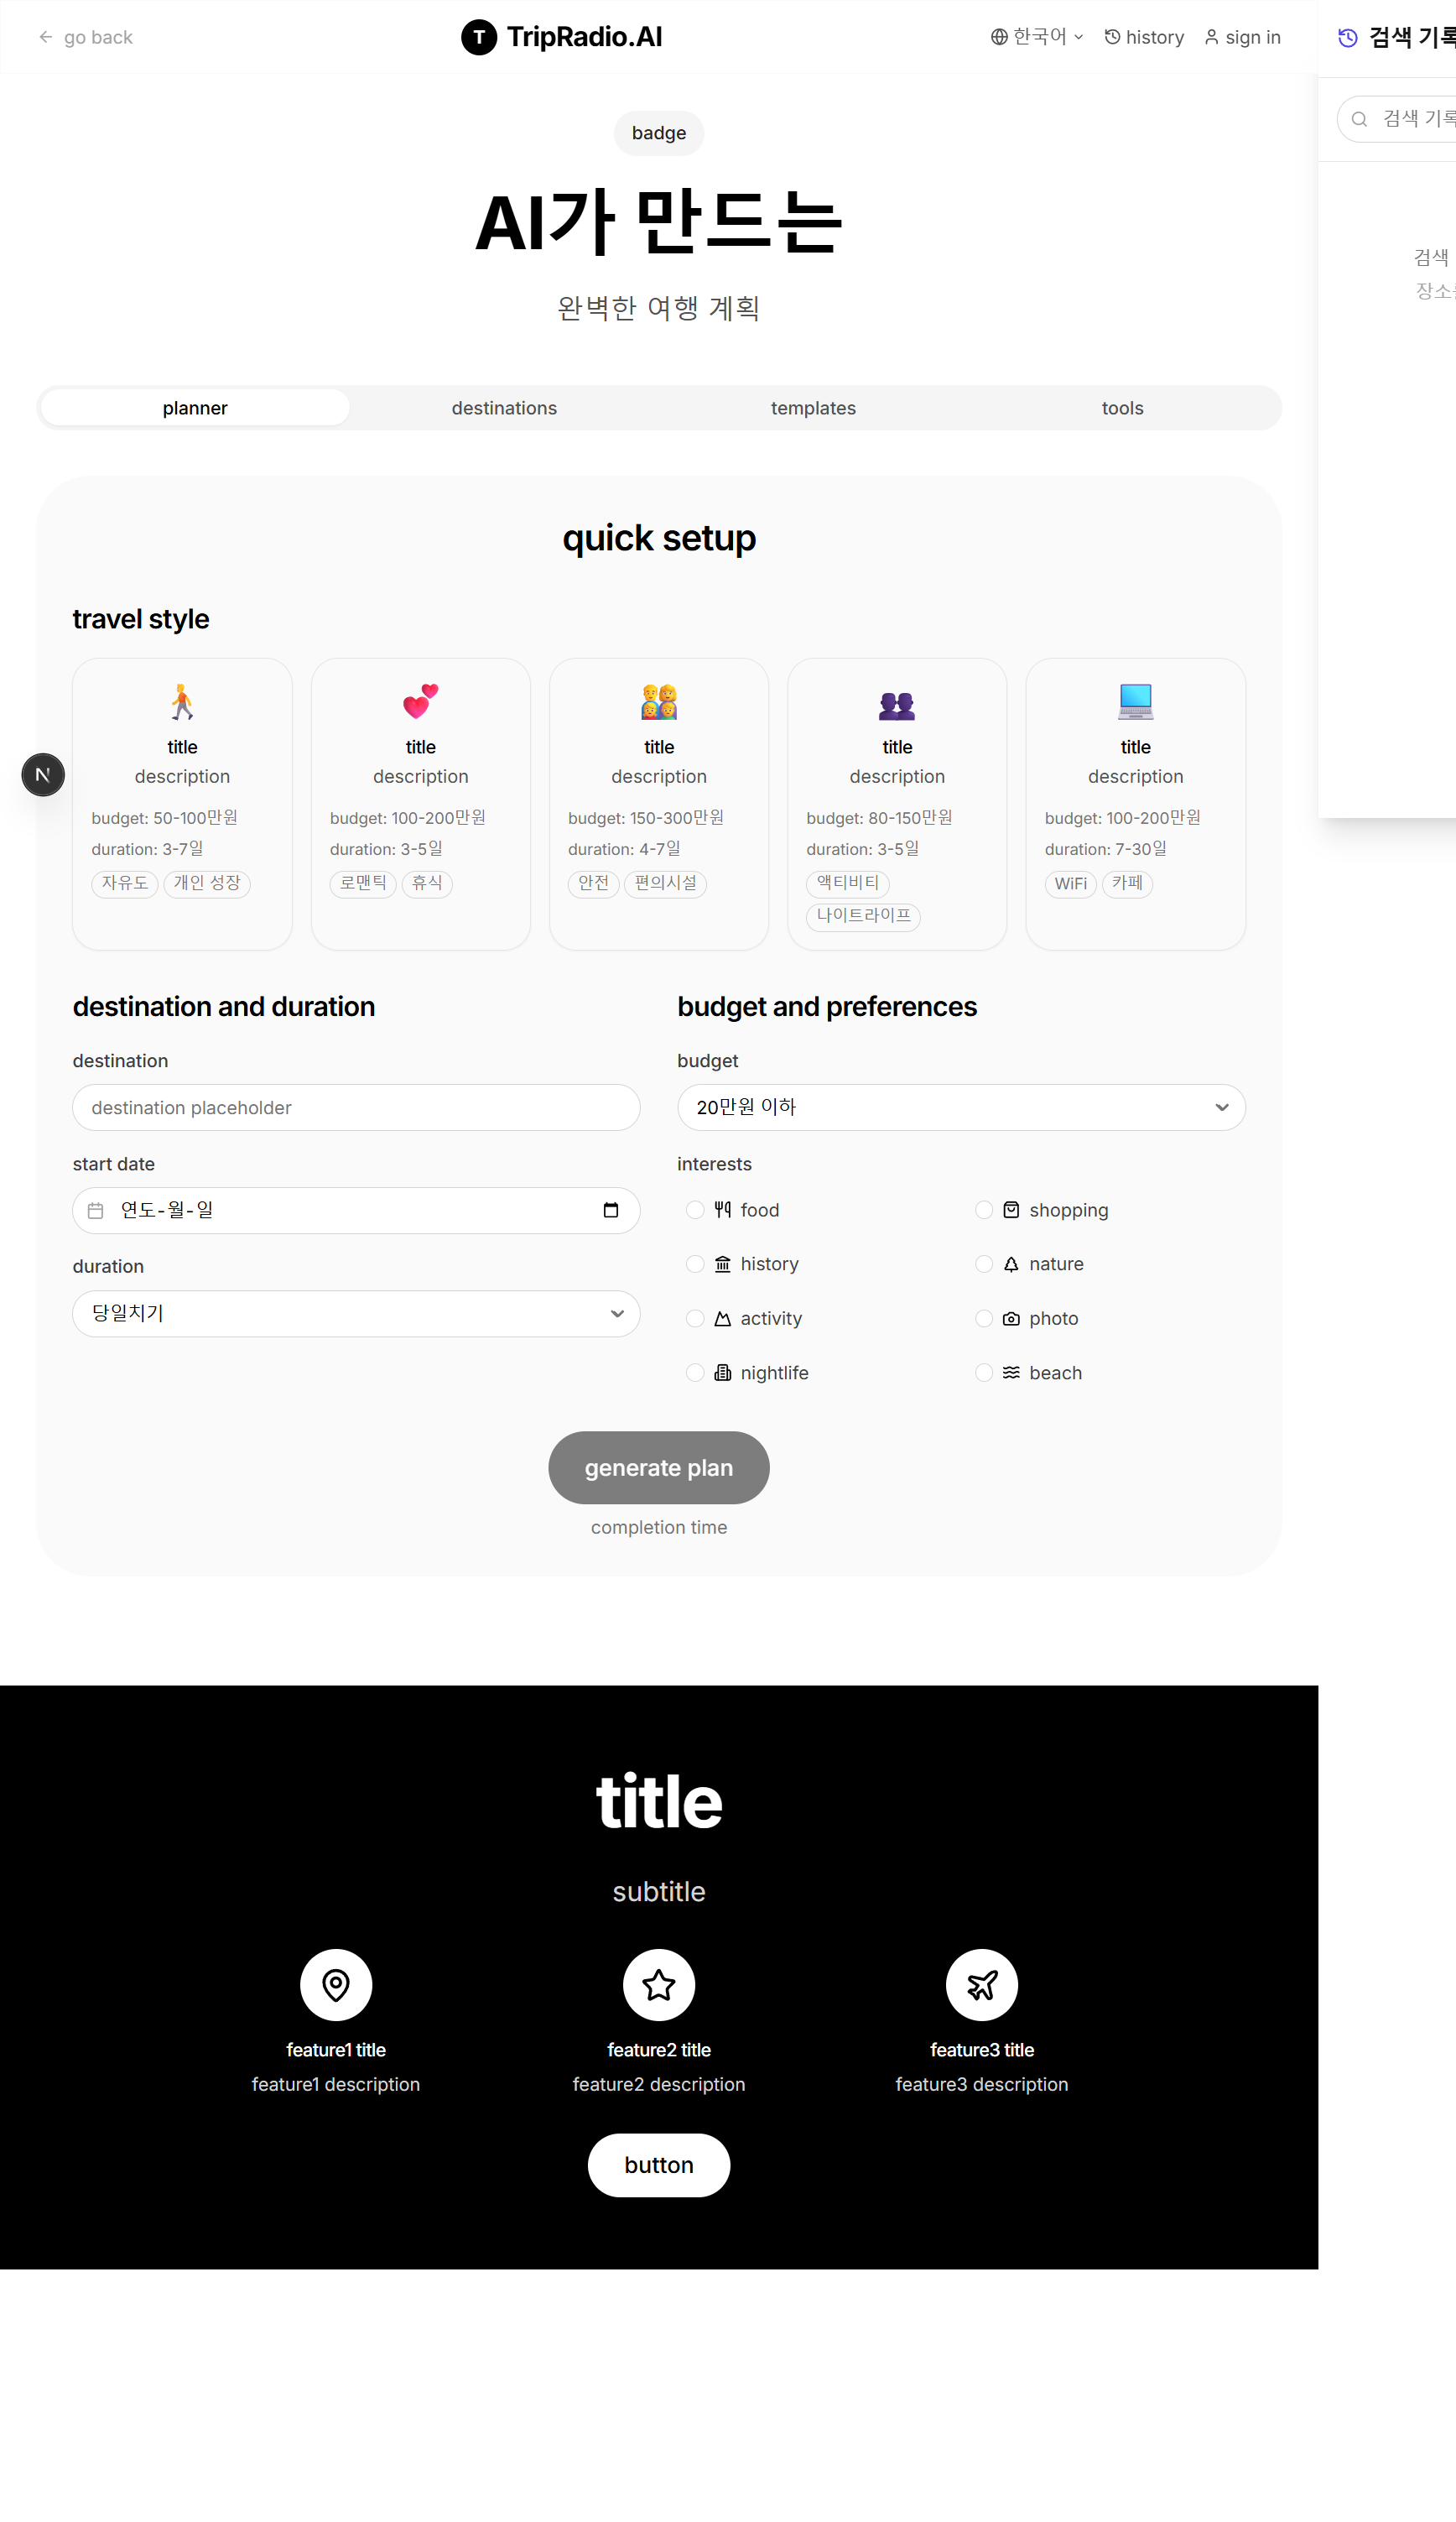 go back
T TripRadio.AI
한국어
history
sign in
badge
AI가 만드는
완벽한 여행 계획
planner
destinations
templates
tools
quick setup
travel style
title
description
budget: 50-100만원
duration: 3-7일
자유도 개인 성장
title
description
budget: 100-200만원
duration: 3-5일
로맨틱 휴식
title
description
budget: 150-300만원
duration: 4-7일
안전 편의시설
title
description
budget: 80-150만원
duration: 3-5일
액티비티
나이트라이프
title
description
budget: 100-200만원
duration: 7-30일
WiFi 카페
N
destination and duration
destination
destination placeholder
start date
연도-월-일
duration
당일치기
budget and preferences
budget
20만원 이하
interests
food
shopping
history
nature
activity
photo
nightlife
beach
generate plan
completion time
title
subtitle
feature1 title
feature1 description
feature2 title
feature2 description
feature3 title
feature3 description
button
검색 기록
검색 기록
검색
장소